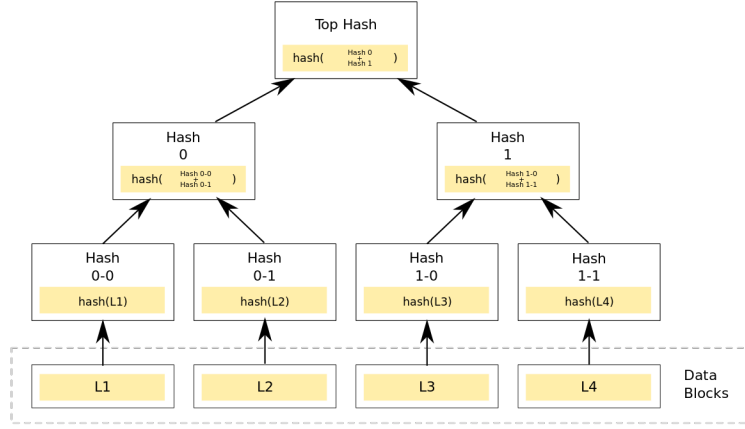 Top Hash
hash( Hash 0 + Hash 1 )
Hash
0
hash( Hash 0-0 + Hash 0-1 )
Hash
1
hash( Hash 1-0 + Hash 1-1 )
Hash
0-0
hash(L1)
Hash
0-1
hash(L2)
Hash
1-0
hash(L3)
Hash
1-1
hash(L4)
L1
L2
L3
L4
Data
Blocks